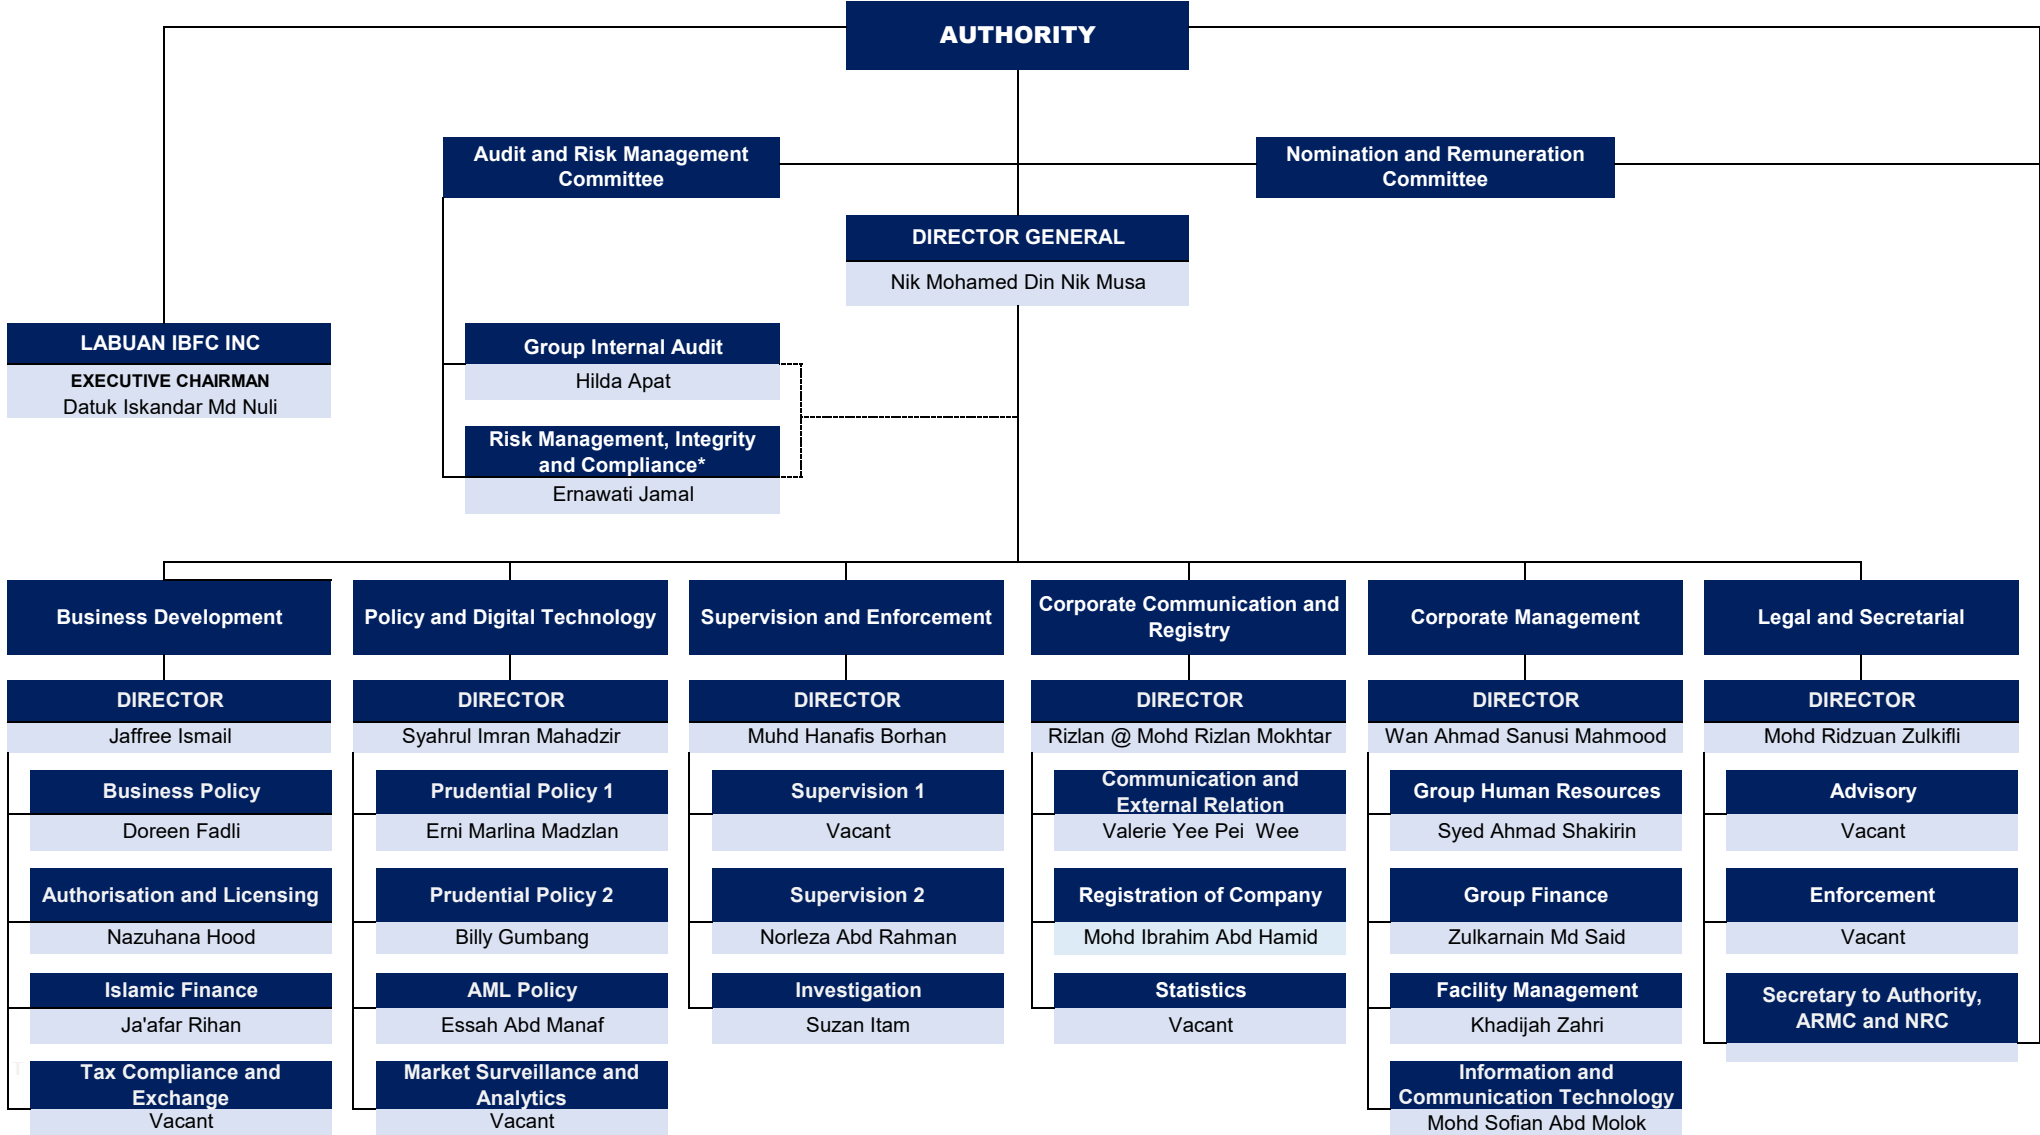 AUTHORITY
Audit and Risk Management
Committee
Nomination and Remuneration
Committee
DIRECTOR GENERAL
Nik Mohamed Din Nik Musa
LABUAN IBFC INC
EXECUTIVE CHAIRMAN
Datuk Iskandar Md Nuli
Group Internal Audit
Hilda Apat
Risk Management, Integrity
and Compliance*
Ernawati Jamal
Business Development
DIRECTOR
Jaffree Ismail
Business Policy
Doreen Fadli
Authorisation and Licensing
Nazuhana Hood
Islamic Finance
Ja'afar Rihan
T
Tax Compliance and
Exchange
Vacant
Policy and Digital Technology
DIRECTOR
Syahrul Imran Mahadzir
Prudential Policy 1
Erni Marlina Madzlan
Prudential Policy 2
Billy Gumbang
AML Policy
Essah Abd Manaf
Market Surveillance and
Analytics
Vacant
Supervision and Enforcement
DIRECTOR
Muhd Hanafis Borhan
Supervision 1
Vacant
Supervision 2
Norleza Abd Rahman
Investigation
Suzan Itam
Corporate Communication and
Registry
DIRECTOR
Rizlan @ Mohd Rizlan Mokhtar
Communication and
External Relation
Valerie Yee Pei Wee
Registration of Company
Mohd Ibrahim Abd Hamid
Statistics
Vacant
Corporate Management
DIRECTOR
Wan Ahmad Sanusi Mahmood
Group Human Resources
Syed Ahmad Shakirin
Group Finance
Zulkarnain Md Said
Facility Management
Khadijah Zahri
Information and
Communication Technology
Mohd Sofian Abd Molok
Legal and Secretarial
DIRECTOR
Mohd Ridzuan Zulkifli
Advisory
Vacant
Enforcement
Vacant
Secretary to Authority,
ARMC and NRC